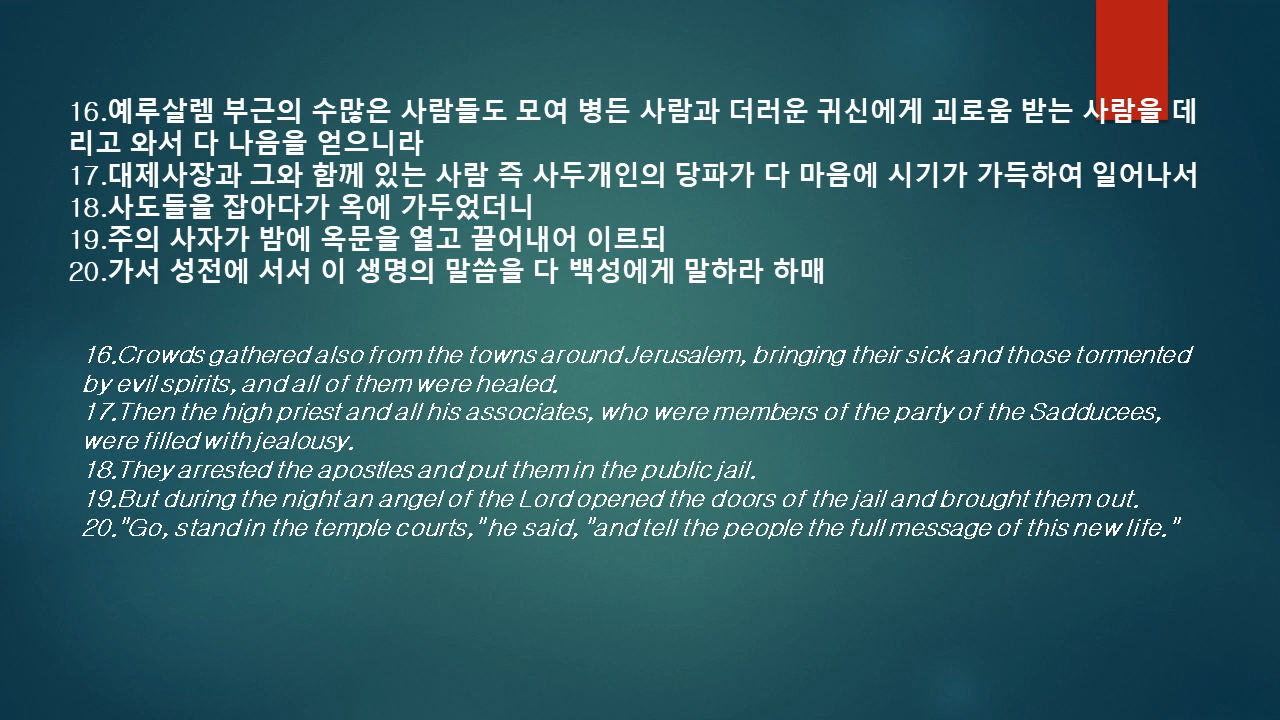 16.예루살렘 부근의 수많은 사람들도 모여 병든 사람과 더러운 귀신에게 괴로움 받는 사람을 데
리고 와서 다 나음을 얻으니라
17.대제사장과 그와 함께 있는 사람 즉 사두개인의 당파가 다 마음에 시기가 가득하여 일어나서
18.사도들을 잡아다가 옥에 가두었더니
19.주의 사자가 밤에 옥문을 열고 끌어내어 이르되
20.가서 성전에 서서 이 생명의 말씀을 다 백성에게 말하라 하매
16.Crowds gathered also from the towns around Jerusalem, bringing their sick and those tormented
by evil spirits, and all of them were healed.
17.Then the high priest and all his associates, who were members of the party of the Sadducees,
were filled with jealousy.
18.They arrested the apostles and put them in the public jail.
19.But during the night an angel of the Lord opened the doors of the jail and brought them out.
20."Go, stand in the temple courts," he said, "and tell the people the full message of this new life."